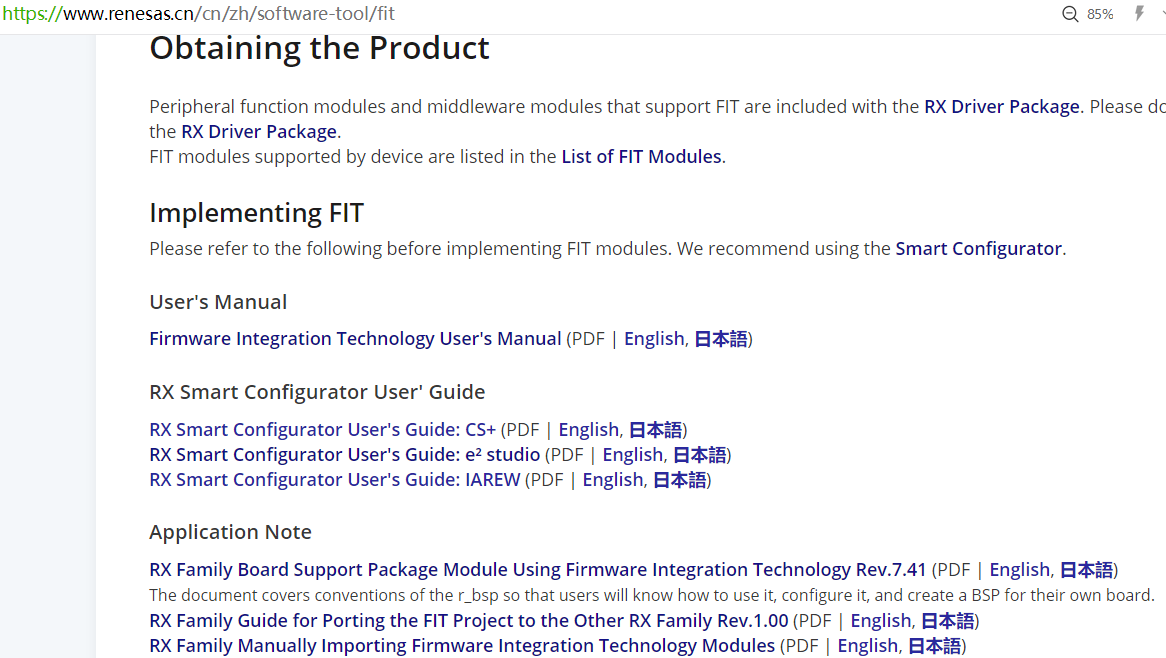 https://www.renesas.cn/cn/zh/software-tool/fit 85%
Obtaining the Product
Peripheral function modules and middleware modules that support FIT are included with the RX Driver Package. Please do
the RX Driver Package.
FIT modules supported by device are listed in the List of FIT Modules.
Implementing FIT
Please refer to the following before implementing FIT modules. We recommend using the Smart Configurator.
User's Manual
Firmware Integration Technology User's Manual (PDF | English, 日本語)
RX Smart Configurator User' Guide
RX Smart Configurator User's Guide: CS+ (PDF | English, 日本語)
RX Smart Configurator User's Guide: e² studio (PDF | English, 日本語)
RX Smart Configurator User's Guide: IAREW (PDF | English, 日本語)
Application Note
RX Family Board Support Package Module Using Firmware Integration Technology Rev.7.41 (PDF | English, 日本語)
The document covers conventions of the r_bsp so that users will know how to use it, configure it, and create a BSP for their own board.
RX Family Guide for Porting the FIT Project to the Other RX Family Rev.1.00 (PDF | English, 日本語)
RX Family Manually Importing Firmware Integration Technology Modules (PDF | English, 日本語)